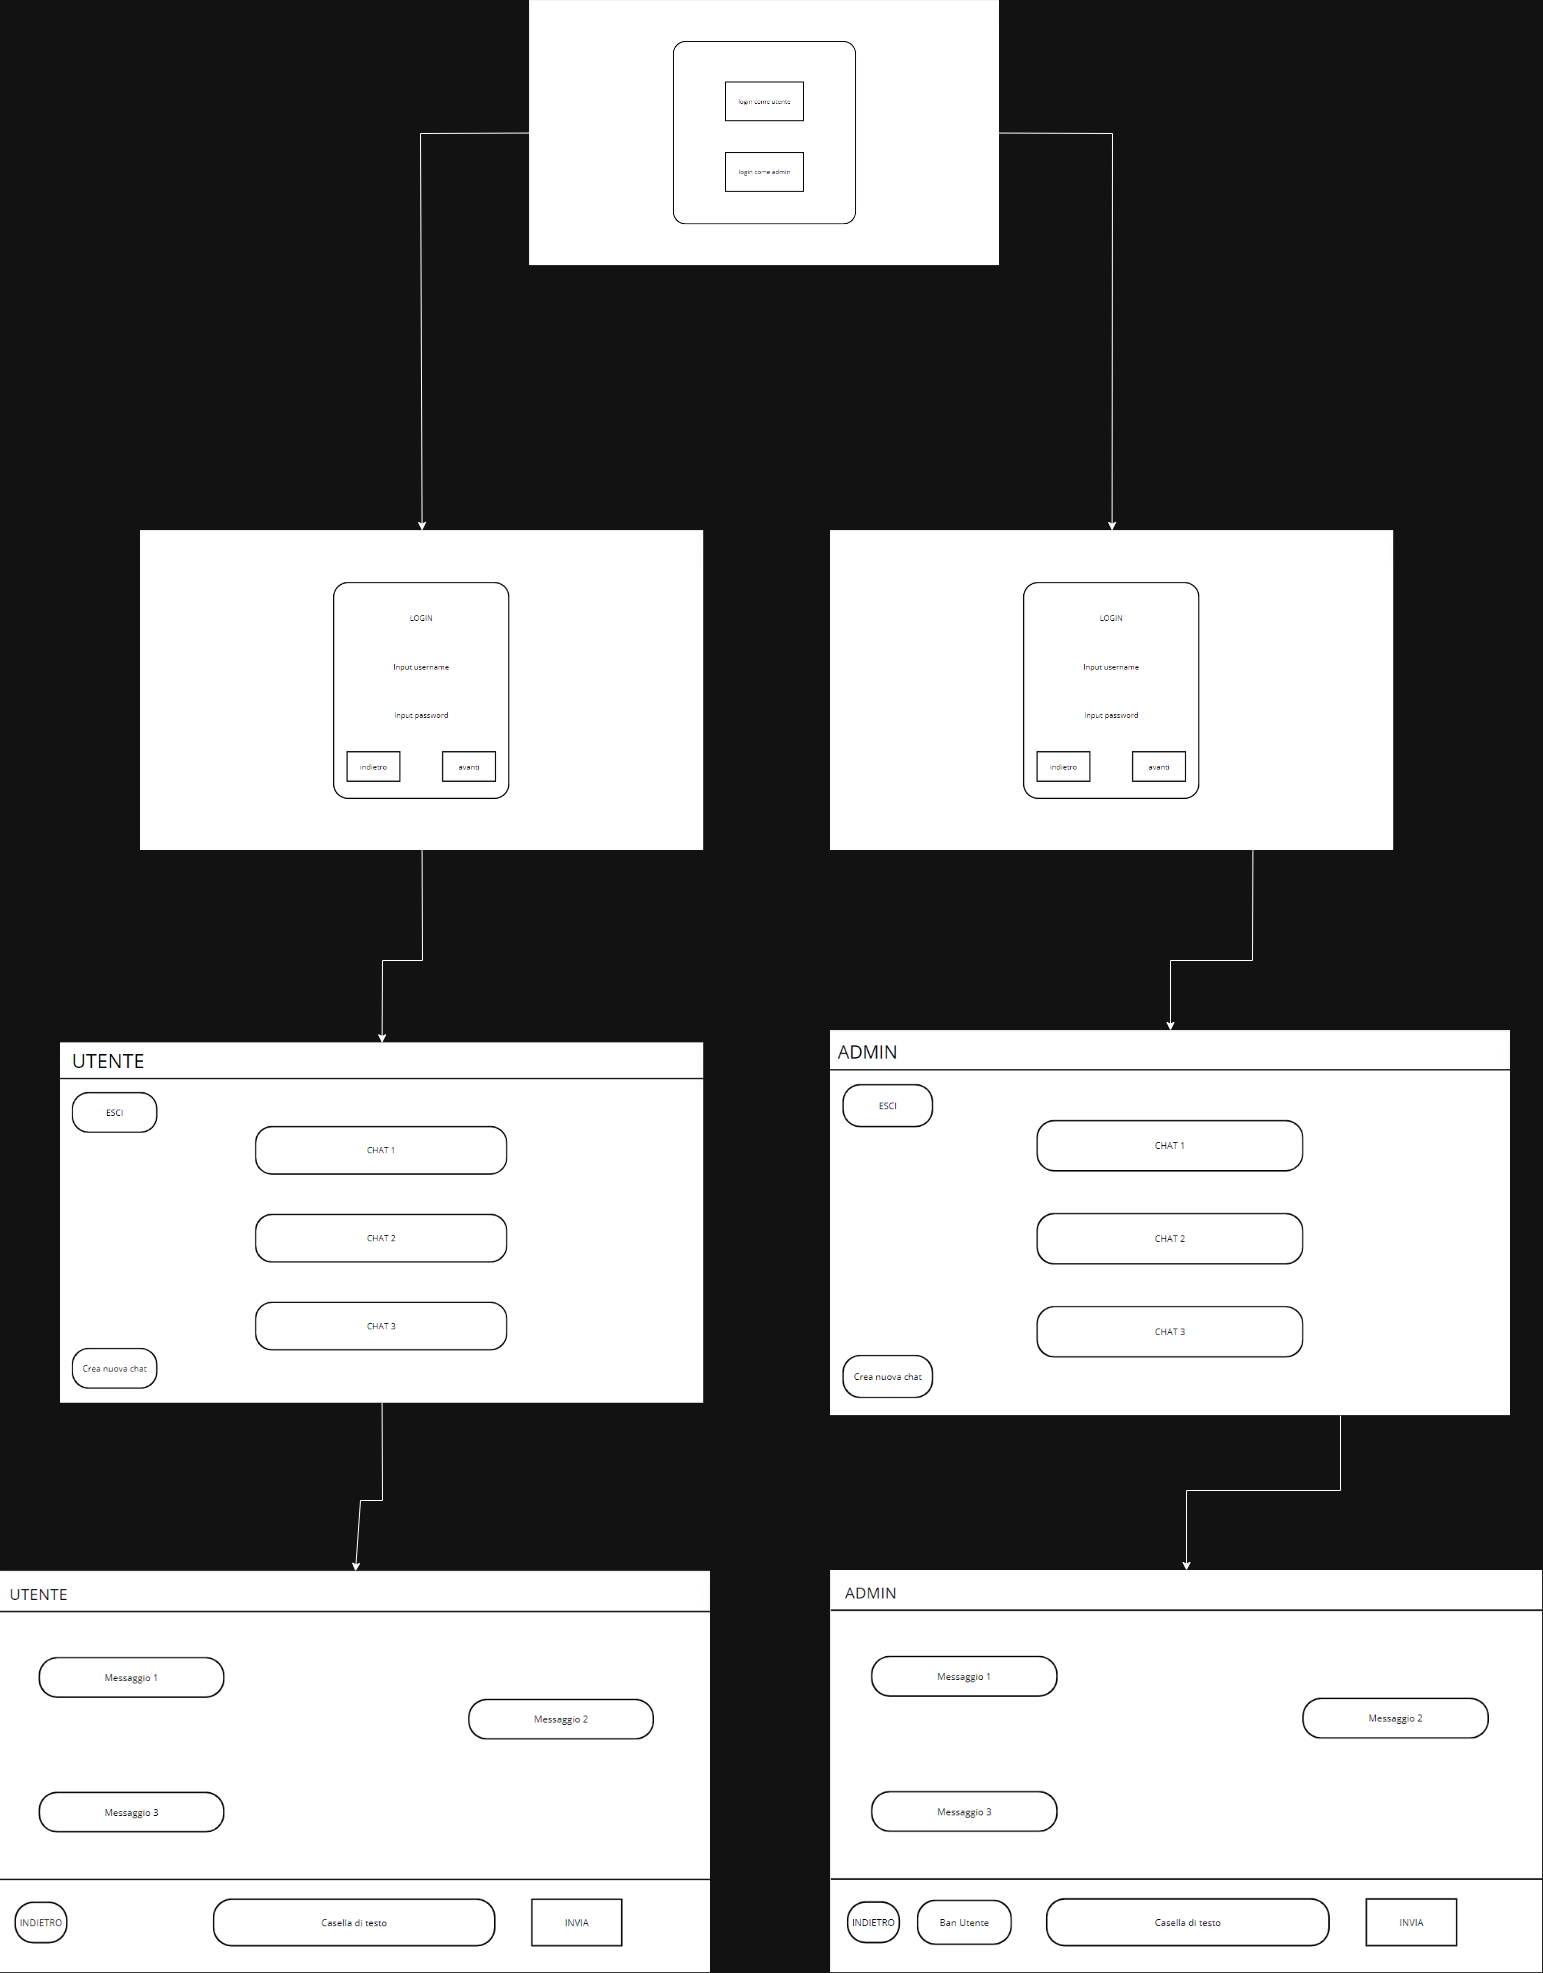 login come utente
login come admin
LOGIN
Input username
Input password
indietro
avanti
LOGIN
Input username
Input password
indietro
avanti
UTENTE
ESCI
CHAT 1
CHAT 2
CHAT 3
Crea nuova chat
ADMIN
ESCI
CHAT 1
CHAT 2
CHAT 3
Crea nuova chat
UTENTE
Messaggio 1
Messaggio 2
Messaggio 3
INDIETRO
Casella di testo
INVIA
ADMIN
Messaggio 1
Messaggio 2
Messaggio 3
INDIETRO
Ban Utente
Casella di testo
INVIA